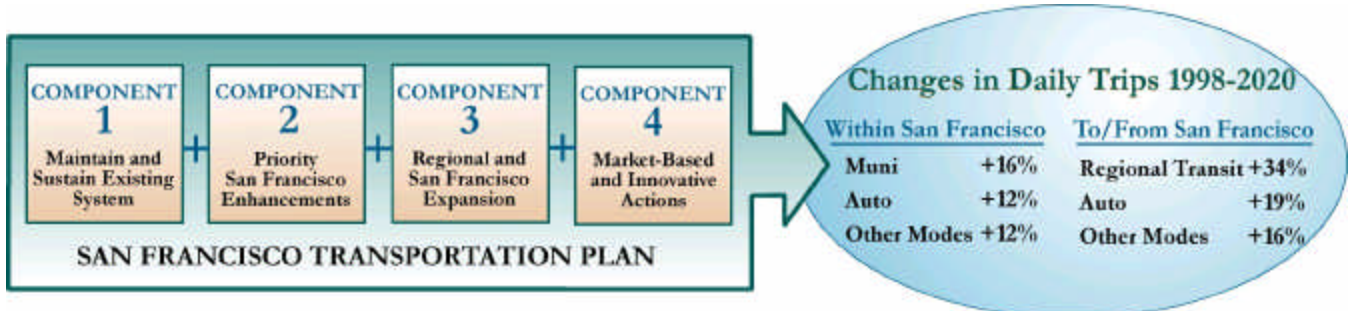 COMPONENT
1
Maintain and
Sustain Existing
System
+
COMPONENT
2
Priority
San Francisco
Enhancements
+
COMPONENT
3
Regional and
San Francisco
Expansion
+
COMPONENT
4
Market-Based
and Innovative
Actions
SAN FRANCISCO TRANSPORTATION PLAN
Changes in Daily Trips 1998-2020
Within San Francisco
Muni +16%
Auto +12%
Other Modes +12%
To/From San Francisco
Regional Transit +34%
Auto +19%
Other Modes +16%